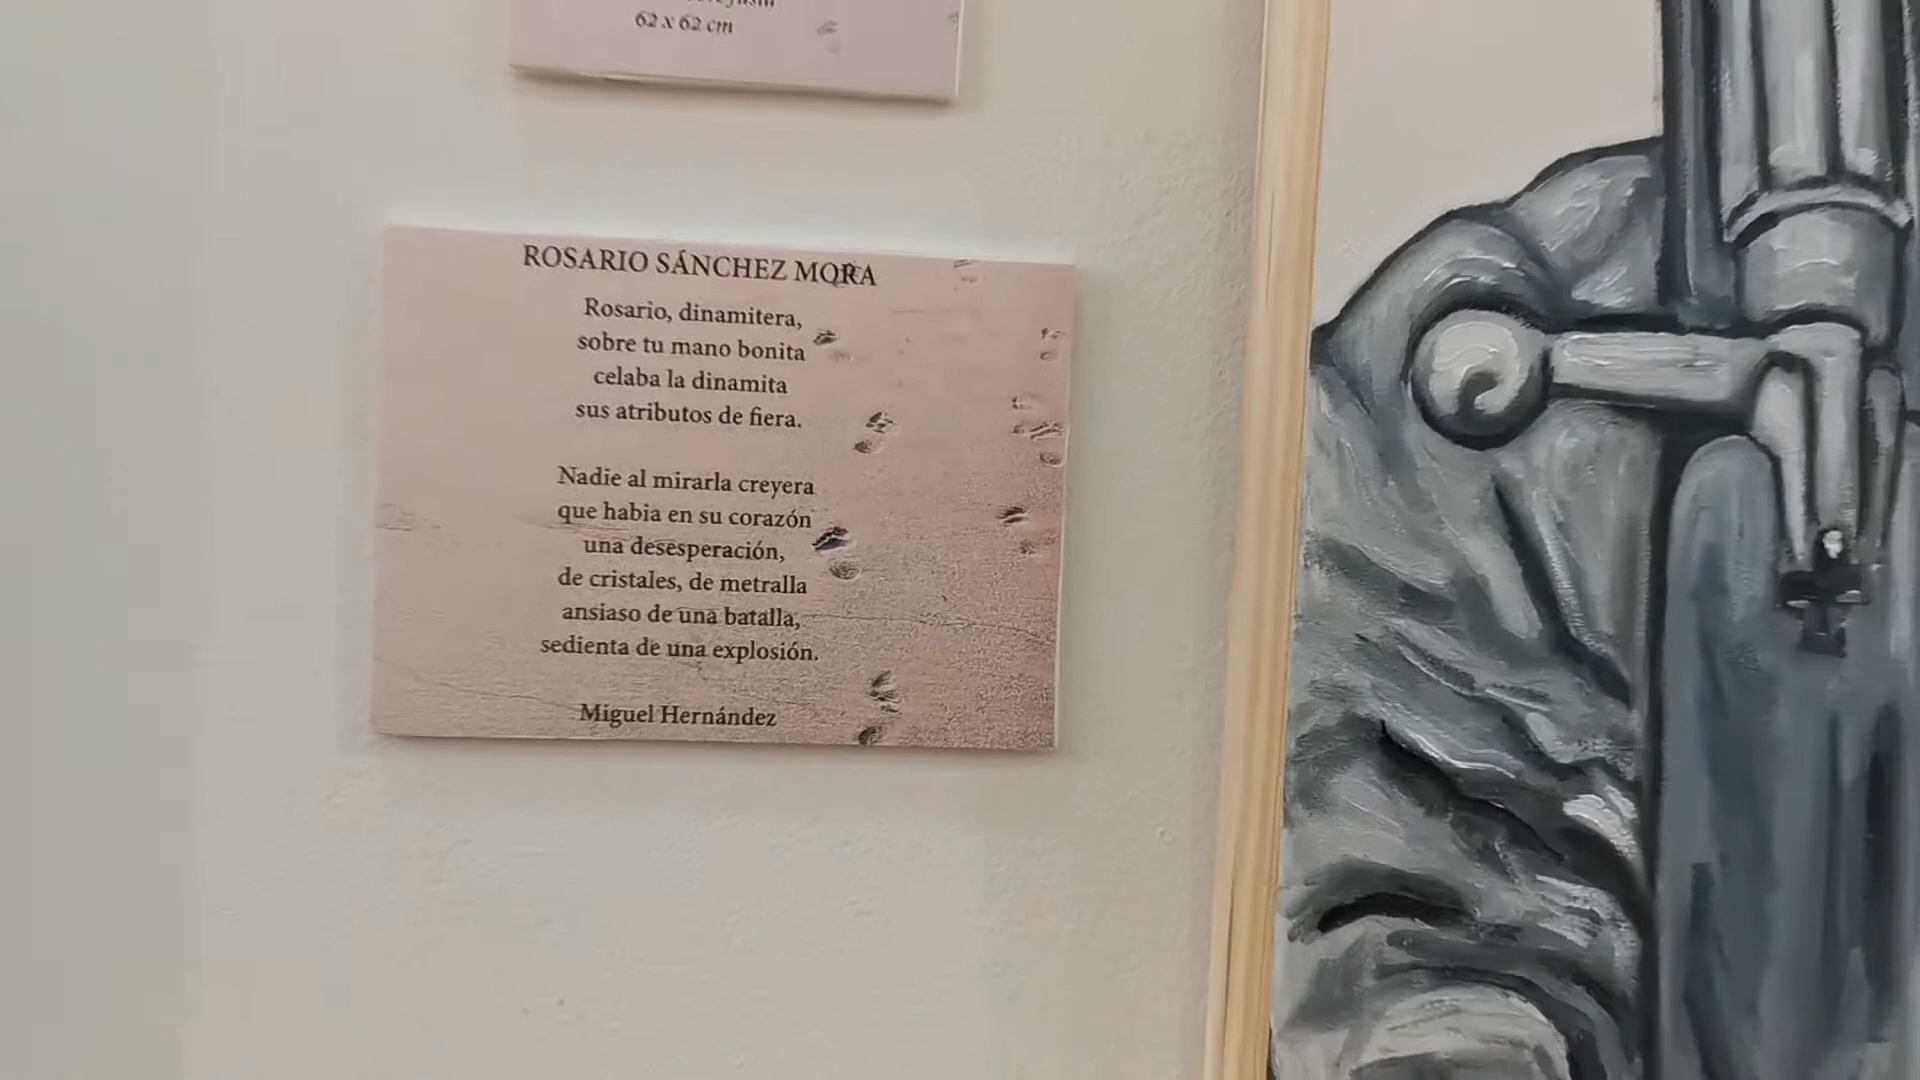 62 x 62 cm
ROSARIO SÁNCHEZ MORA
Rosario, dinamitera,
sobre tu mano bonita
celaba la dinamita
sus atributos de fiera.
Nadie al mirarla creyera
que habia en su corazón
una desesperación,
de cristales, de metralla
ansiaso de una batalla,
sedienta de una explosión.
Miguel Hernández